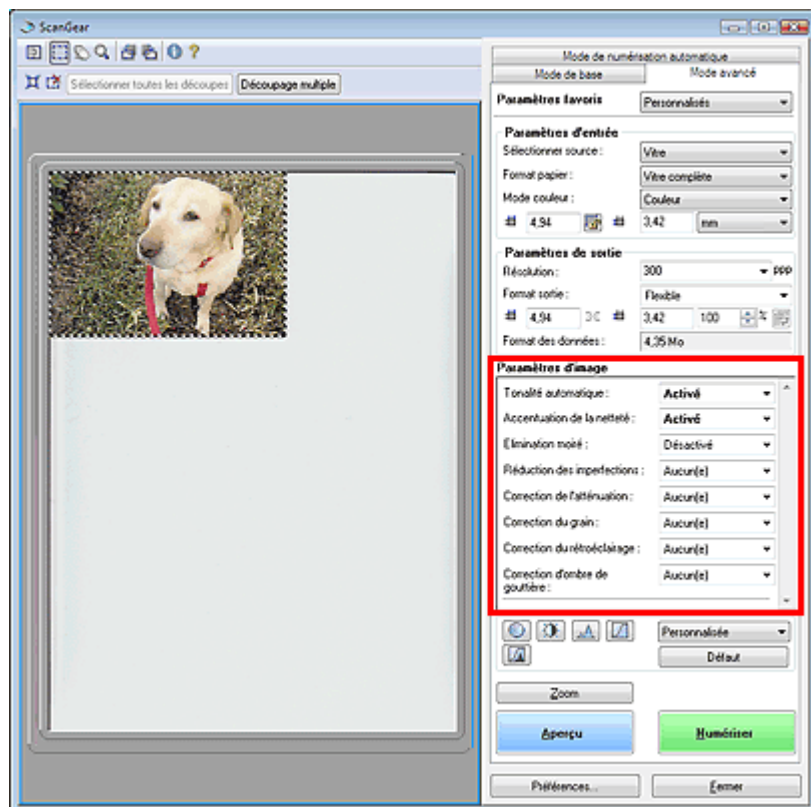 ScanGear
Sélectionner toutes les découpes Découpage multiple
Mode de numérisation automatique
Mode de base Mode avancé
Paramètres favoris Personnalisés
Paramètres d'entrée
Sélectionner source : Vitre
Format papier : Vitre complète
Mode couleur : Couleur
4,94 3,42 mm
Paramètres de sortie
Résolution : 300 ppp
Format sortie : Flexible
4,94 3,42 100 %
Format des données : 4,35 Mo
Paramètres d'image
Tonalité automatique : Activé
Accentuation de la netteté : Activé
Elimination moiré : Désactivé
Réduction des imperfections : Aucun(e)
Correction de l'atténuation : Aucun(e)
Correction du grain : Aucun(e)
Correction du rétroéclairage : Aucun(e)
Correction d'ombre de
gouttière : Aucun(e)
Personnalisée
Défaut
Zoom
Aperçu Numériser
Préférences... Fermer